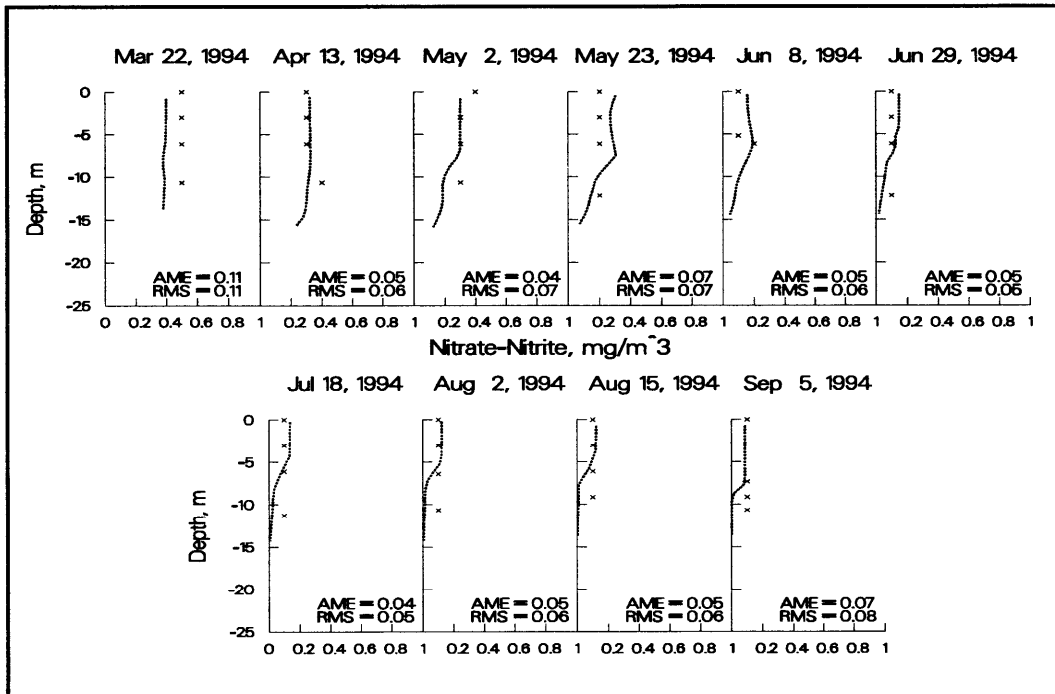 Mar 22, 1994 Apr 13, 1994 May 2, 1994 May 23, 1994 Jun 8, 1994 Jun 29, 1994
0
-5
-10
-15
-20
-25
Depth, m
AME = 0.11 AME = 0.05 AME = 0.04 AME = 0.07 AME = 0.05 AME = 0.05
RMS = 0.11 RMS = 0.06 RMS = 0.07 RMS = 0.07 RMS = 0.06 RMS = 0.05
0 0.2 0.4 0.6 0.8 1 0.2 0.4 0.6 0.8 1 0.2 0.4 0.6 0.8 1 0.2 0.4 0.6 0.8 1 0.2 0.4 0.6 0.8 1 0.2 0.4 0.6 0.8 1
Nitrate-Nitrite, mg/m^3
Jul 18, 1994 Aug 2, 1994 Aug 15, 1994 Sep 5, 1994
0
-5
-10
-15
-20
-25
Depth, m
AME = 0.04 AME = 0.05 AME = 0.05 AME = 0.07
RMS = 0.05 RMS = 0.06 RMS = 0.06 RMS = 0.08
0 0.2 0.4 0.6 0.8 1 0.2 0.4 0.6 0.8 1 0.2 0.4 0.6 0.8 1 0.2 0.4 0.6 0.8 1